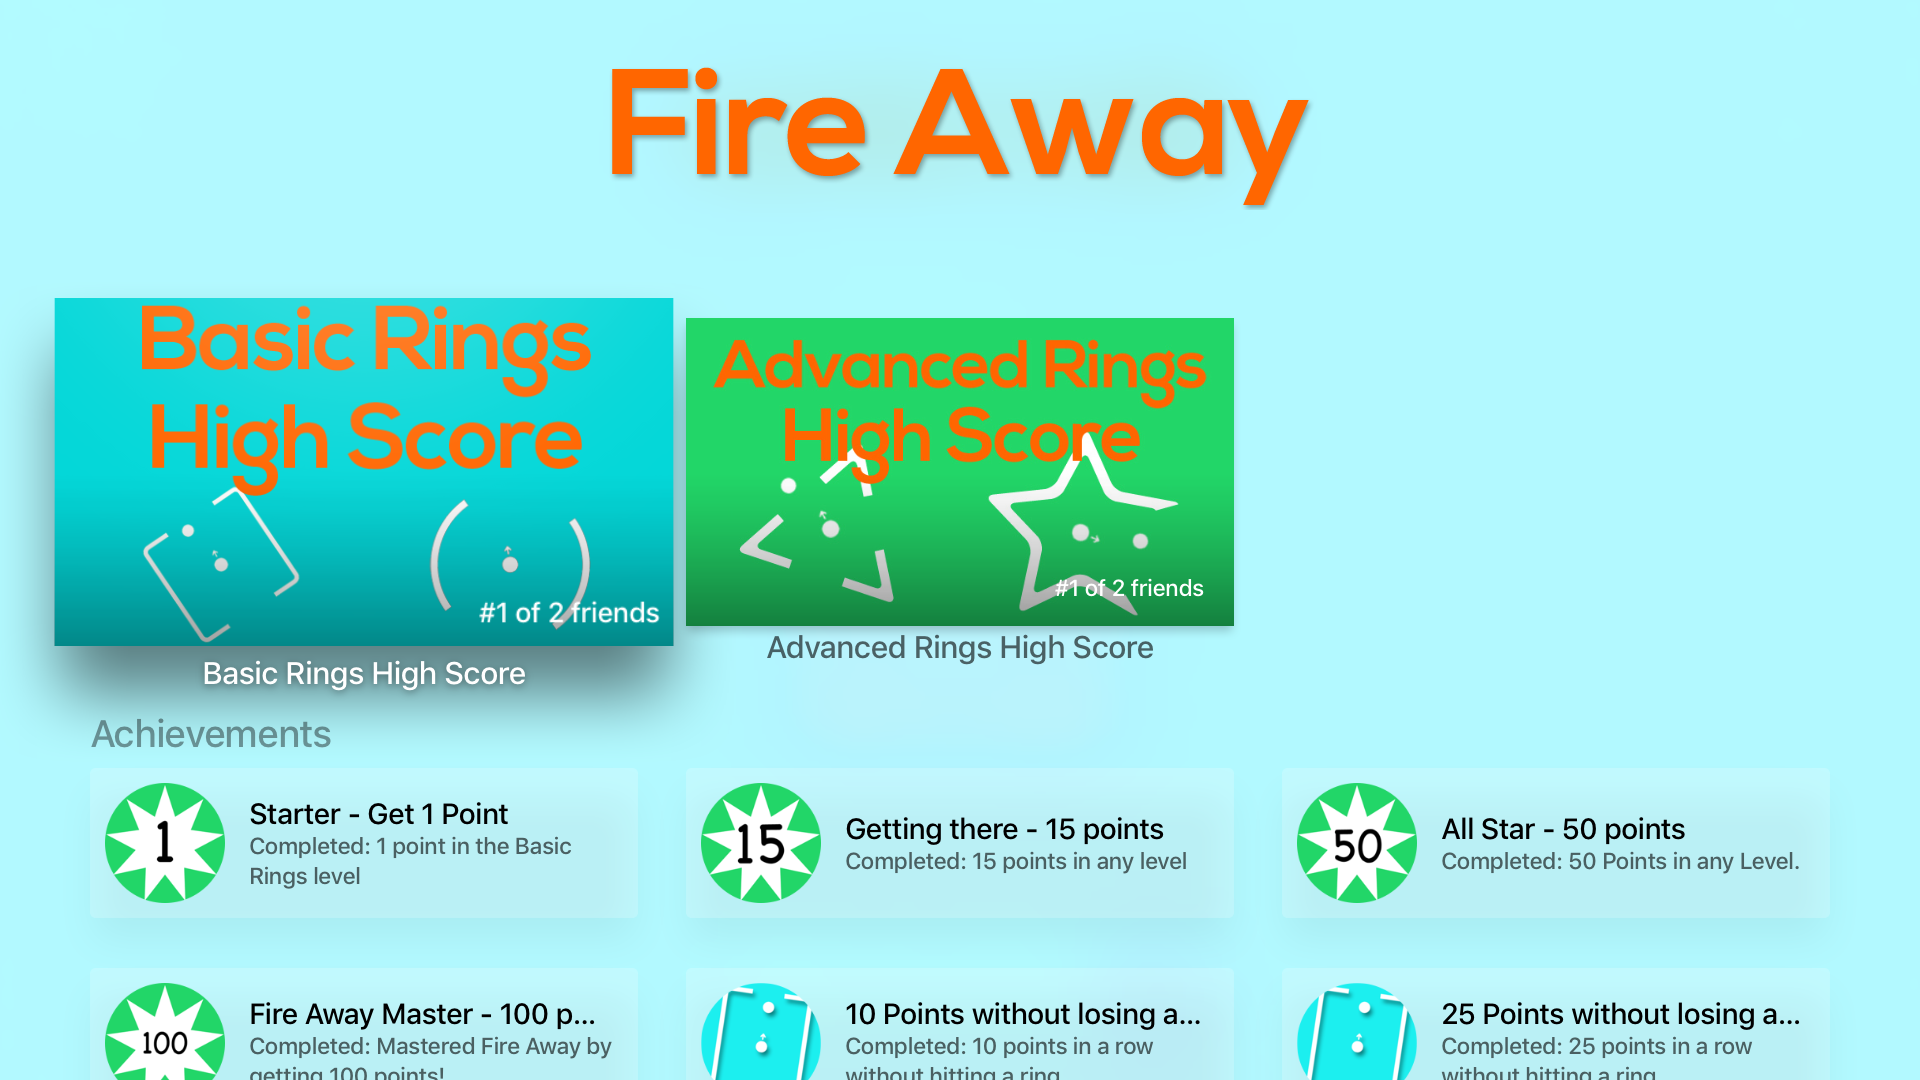 Fire Away
Basic Rings
High Score
#1 of 2 friends
Basic Rings High Score
Advanced Rings
High Score
#1 of 2 friends
Advanced Rings High Score
Achievements
1
Starter - Get 1 Point
Completed: 1 point in the Basic
Rings level
15
Getting there - 15 points
Completed: 15 points in any level
50
All Star - 50 points
Completed: 50 Points in any Level.
100
Fire Away Master - 100 p...
Completed: Mastered Fire Away by
getting 100 points!
10 Points without losing a...
Completed: 10 points in a row
without hitting a ring
25 Points without losing a...
Completed: 25 points in a row
without hitting a ring